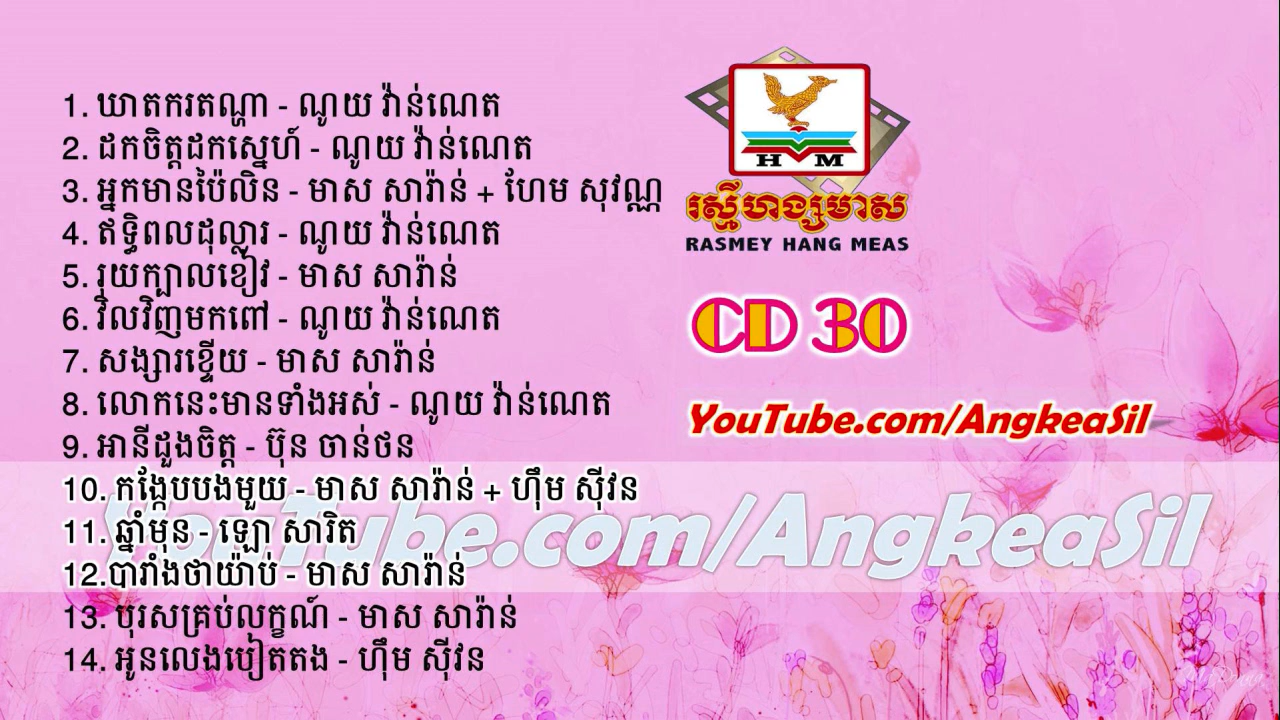 1. ឃាតករតណ្ហា - ណូយ វ៉ាន់ណេត
2. ដកចិត្តដកស្នេហ៍ - ណូយ វ៉ាន់ណេត
3. អ្នកមានប៉ៃលិន - មាស សារ៉ាន់ + ហែម សុវណ្ណ
4. ឥទ្ធិពលដុល្លារ - ណូយ វ៉ាន់ណេត
5. រុយក្បាលខៀវ - មាស សារ៉ាន់
6. វិលវិញមកពៅ - ណូយ វ៉ាន់ណេត
7. សង្សារខ្ទើយ - មាស សារ៉ាន់
8. លោកនេះមានទាំងអស់ - ណូយ វ៉ាន់ណេត
9. អានីដួងចិត្ត - ប៊ុន ចាន់ថន
10. កង្កែបបងមួយ - មាស សារ៉ាន់ + ហ៊ឹម ស៊ីវន
11. ឆ្នាំមុន - ឡោ សារិត
12.បារាំងថាយ៉ាប់ - មាស សារ៉ាន់
13. បុរសគ្រប់លក្ខណ៍ - មាស សារ៉ាន់
14. អូនលេងបៀតតង - ហ៊ឹម ស៊ីវន
H M
រស្មីហង្សមាស
RASMEY HANG MEAS
CD 30
YouTube.com/AngkeaSil
YouTube.com/AngkeaSil